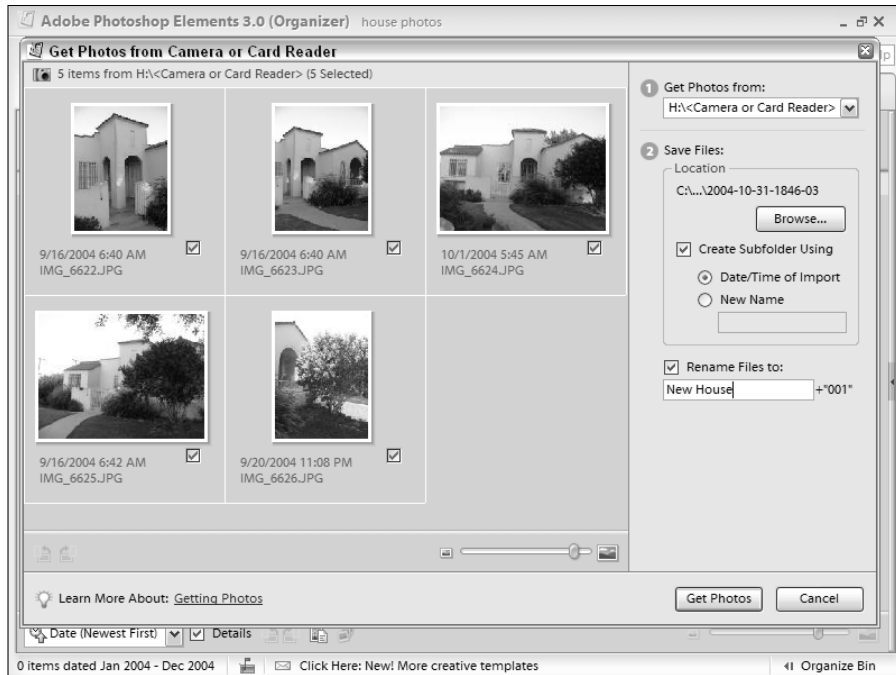 Adobe Photoshop Elements 3.0 (Organizer) house photos
Get Photos from Camera or Card Reader
lp
5 items from H:\<Camera or Card Reader> (5 Selected)
9/16/2004 6:40 AM
IMG_6622.JPG
9/16/2004 6:40 AM
IMG_6623.JPG
10/1/2004 5:45 AM
IMG_6624.JPG
9/16/2004 6:42 AM
IMG_6625.JPG
9/20/2004 11:08 PM
IMG_6626.JPG
1 Get Photos from:
H:\<Camera or Card Reader>
2 Save Files:
Location
C:\...\2004-10-31-1846-03
Browse...
Create Subfolder Using
Date/Time of Import
New Name
Rename Files to:
New House +"001"
Learn More About: Getting Photos
Get Photos Cancel
Date (Newest First) Details
0 items dated Jan 2004 - Dec 2004 Click Here: New! More creative templates Organize Bin